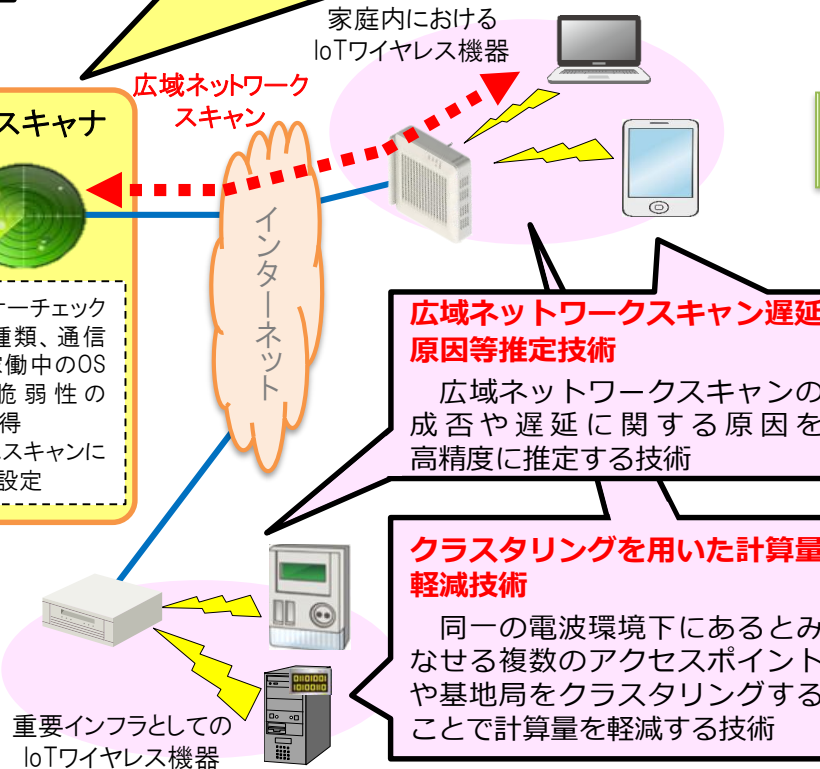 家庭内における
IoTワイヤレス機器
広域ネットワーク
スキャン
スキャナ
インターネット
ナーチェック
種類、通信
稼働中のOS
脆弱性の
得
スキャンに
設定
広域ネットワークスキャン遅延
原因等推定技術
広域ネットワークスキャンの
成否や遅延に関する原因を
高精度に推定する技術
クラスタリングを用いた計算量
軽減技術
同一の電波環境下にあるとみ
なせる複数のアクセスポイント
や基地局をクラスタリングする
ことで計算量を軽減する技術
01101001
10100110
重要インフラとしての
IoTワイヤレス機器